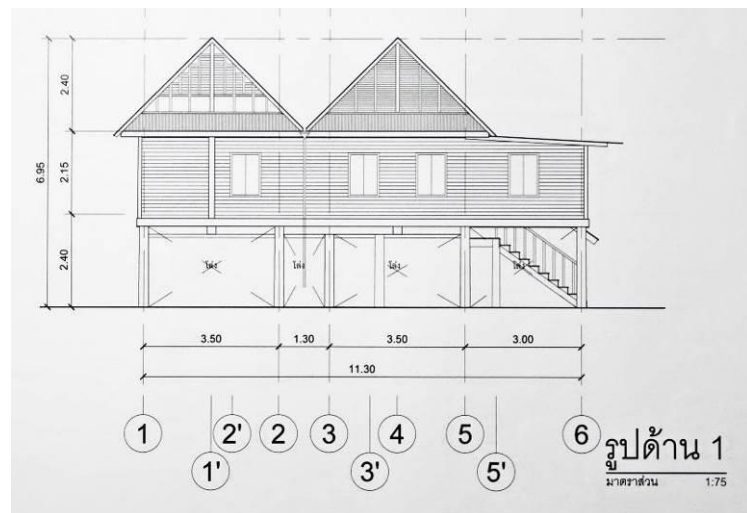 2.40
2.15
2.40
6.95
โล่ง
โล่ง
โล่ง
โล่ง
3.50 1.30 3.50 3.00
11.30
1 2' 2 3 4 5 6
1' 3' 5'
รูปด้าน 1
มาตราส่วน 1:75